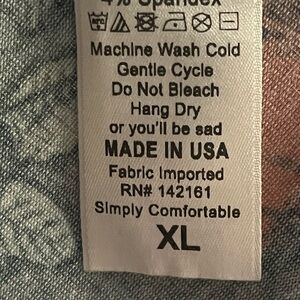 4% Spandex
Machine Wash Cold
Gentle Cycle
Do Not Bleach
Hang Dry
or you'll be sad
MADE IN USA
Fabric Imported
RN# 142161
Simply Comfortable
XL